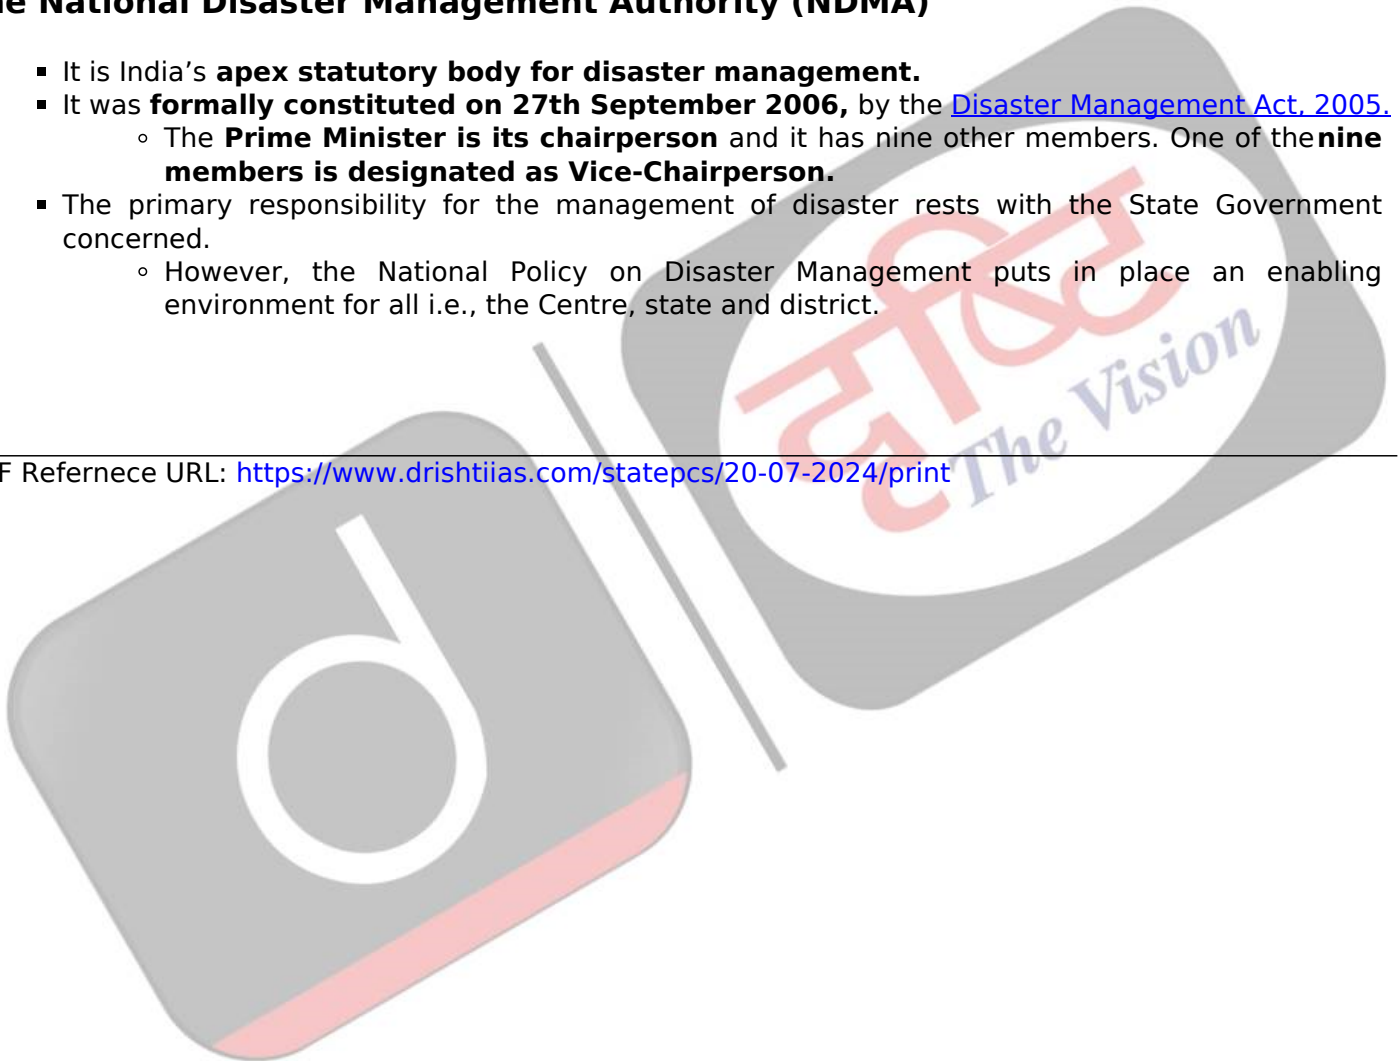 e National Disaster Management Authority (NDMA)
▪ It is India’s apex statutory body for disaster management.
▪ It was formally constituted on 27th September 2006, by the Disaster Management Act, 2005.
◦ The Prime Minister is its chairperson and it has nine other members. One of the nine
members is designated as Vice-Chairperson.
▪ The primary responsibility for the management of disaster rests with the State Government
concerned.
◦ However, the National Policy on Disaster Management puts in place an enabling
environment for all i.e., the Centre, state and district.
F Refernece URL: https://www.drishtiias.com/statepcs/20-07-2024/print
दृष्टि
The Vision
d